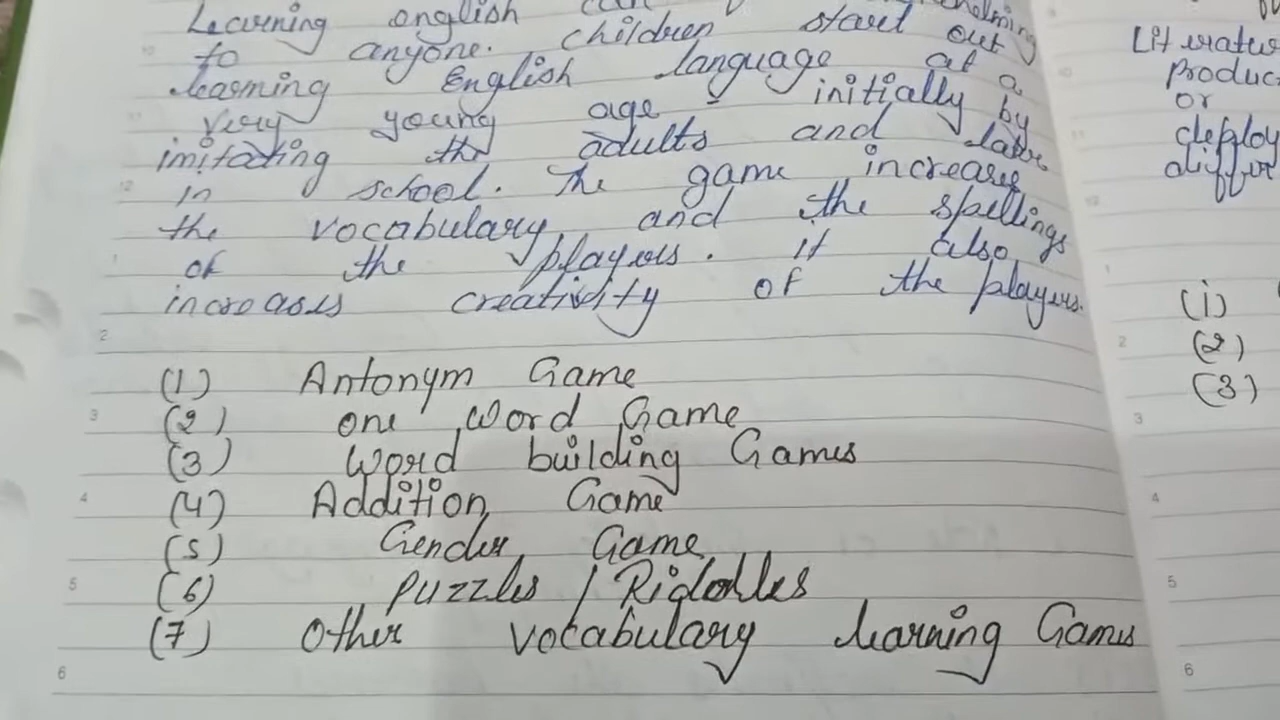 Learning english can
to anyone. children start out
learning English language at a
very young age - initially by
imitating the adults and later
in school. The game increases
the vocabulary and the spellings
of the players. it also
increases creativity of the players.
(1) Antonym Game
(2) one word Game
(3) Word building Games
(4) Addition Game
(5) Gender Game
(6) Puzzles / Riddles
(7) Other vocabulary learning Games
Produc
or
deploy
(i)
(2)
(3)